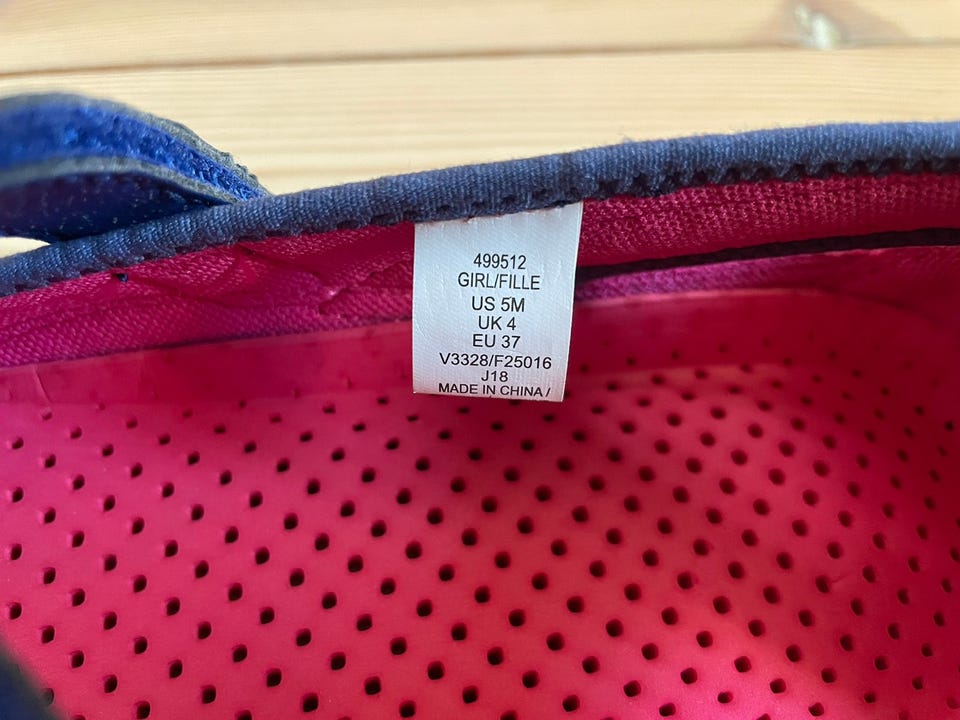 499512
GIRL/FILLE
US 5M
UK 4
EU 37
V3328/F25016
J18
MADE IN CHINA /